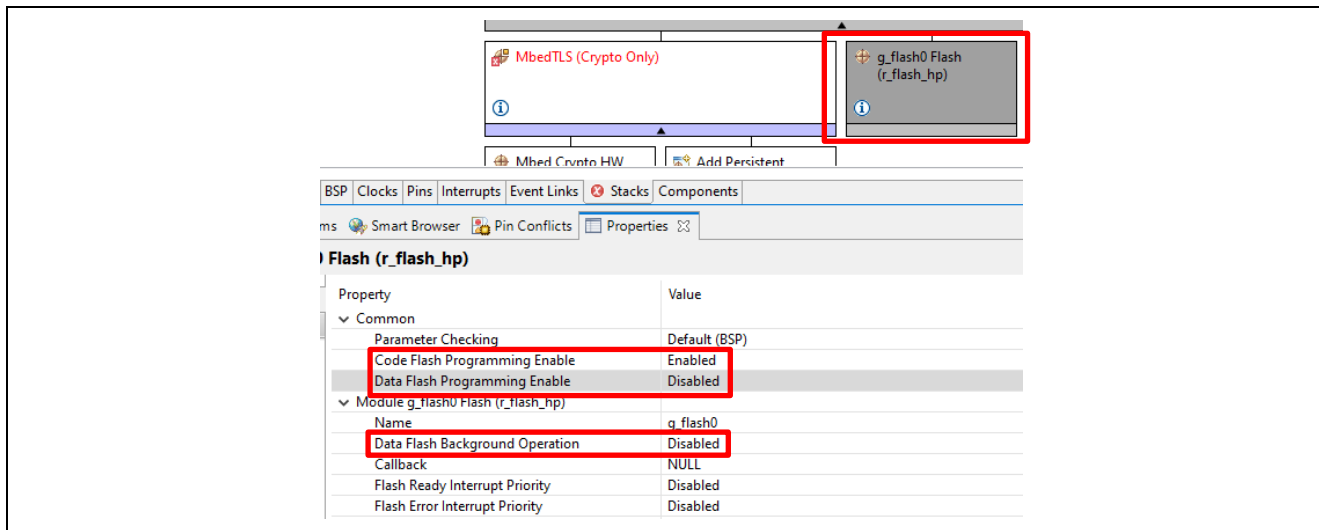 MbedTLS (Crypto Only)
g_flash0 Flash
(r_flash_hp)
Mbed Crypto HW
Add Persistent
BSP Clocks Pins Interrupts Event Links Stacks Components
ms Smart Browser Pin Conflicts Properties
Flash (r_flash_hp)
Property Value
Common
Parameter Checking Default (BSP)
Code Flash Programming Enable Enabled
Data Flash Programming Enable Disabled
Module g_flash0 Flash (r_flash_hp)
Name g_flash0
Data Flash Background Operation Disabled
Callback NULL
Flash Ready Interrupt Priority Disabled
Flash Error Interrupt Priority Disabled